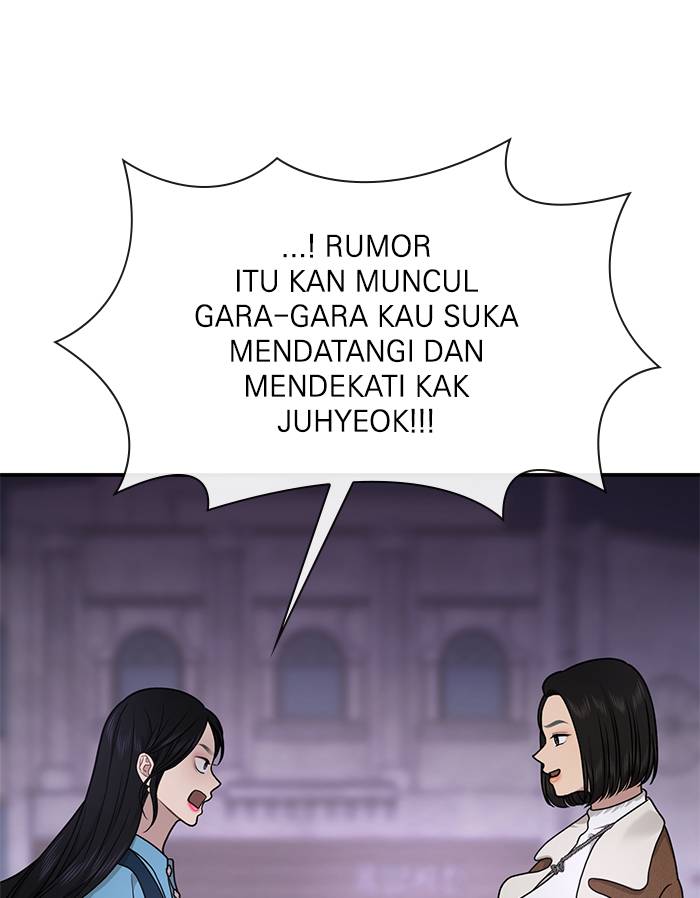 ...! RUMOR
ITU KAN MUNCUL
GARA-GARA KAU SUKA
MENDATANGI DAN
MENDEKATI KAK
JUHYEOK!!!